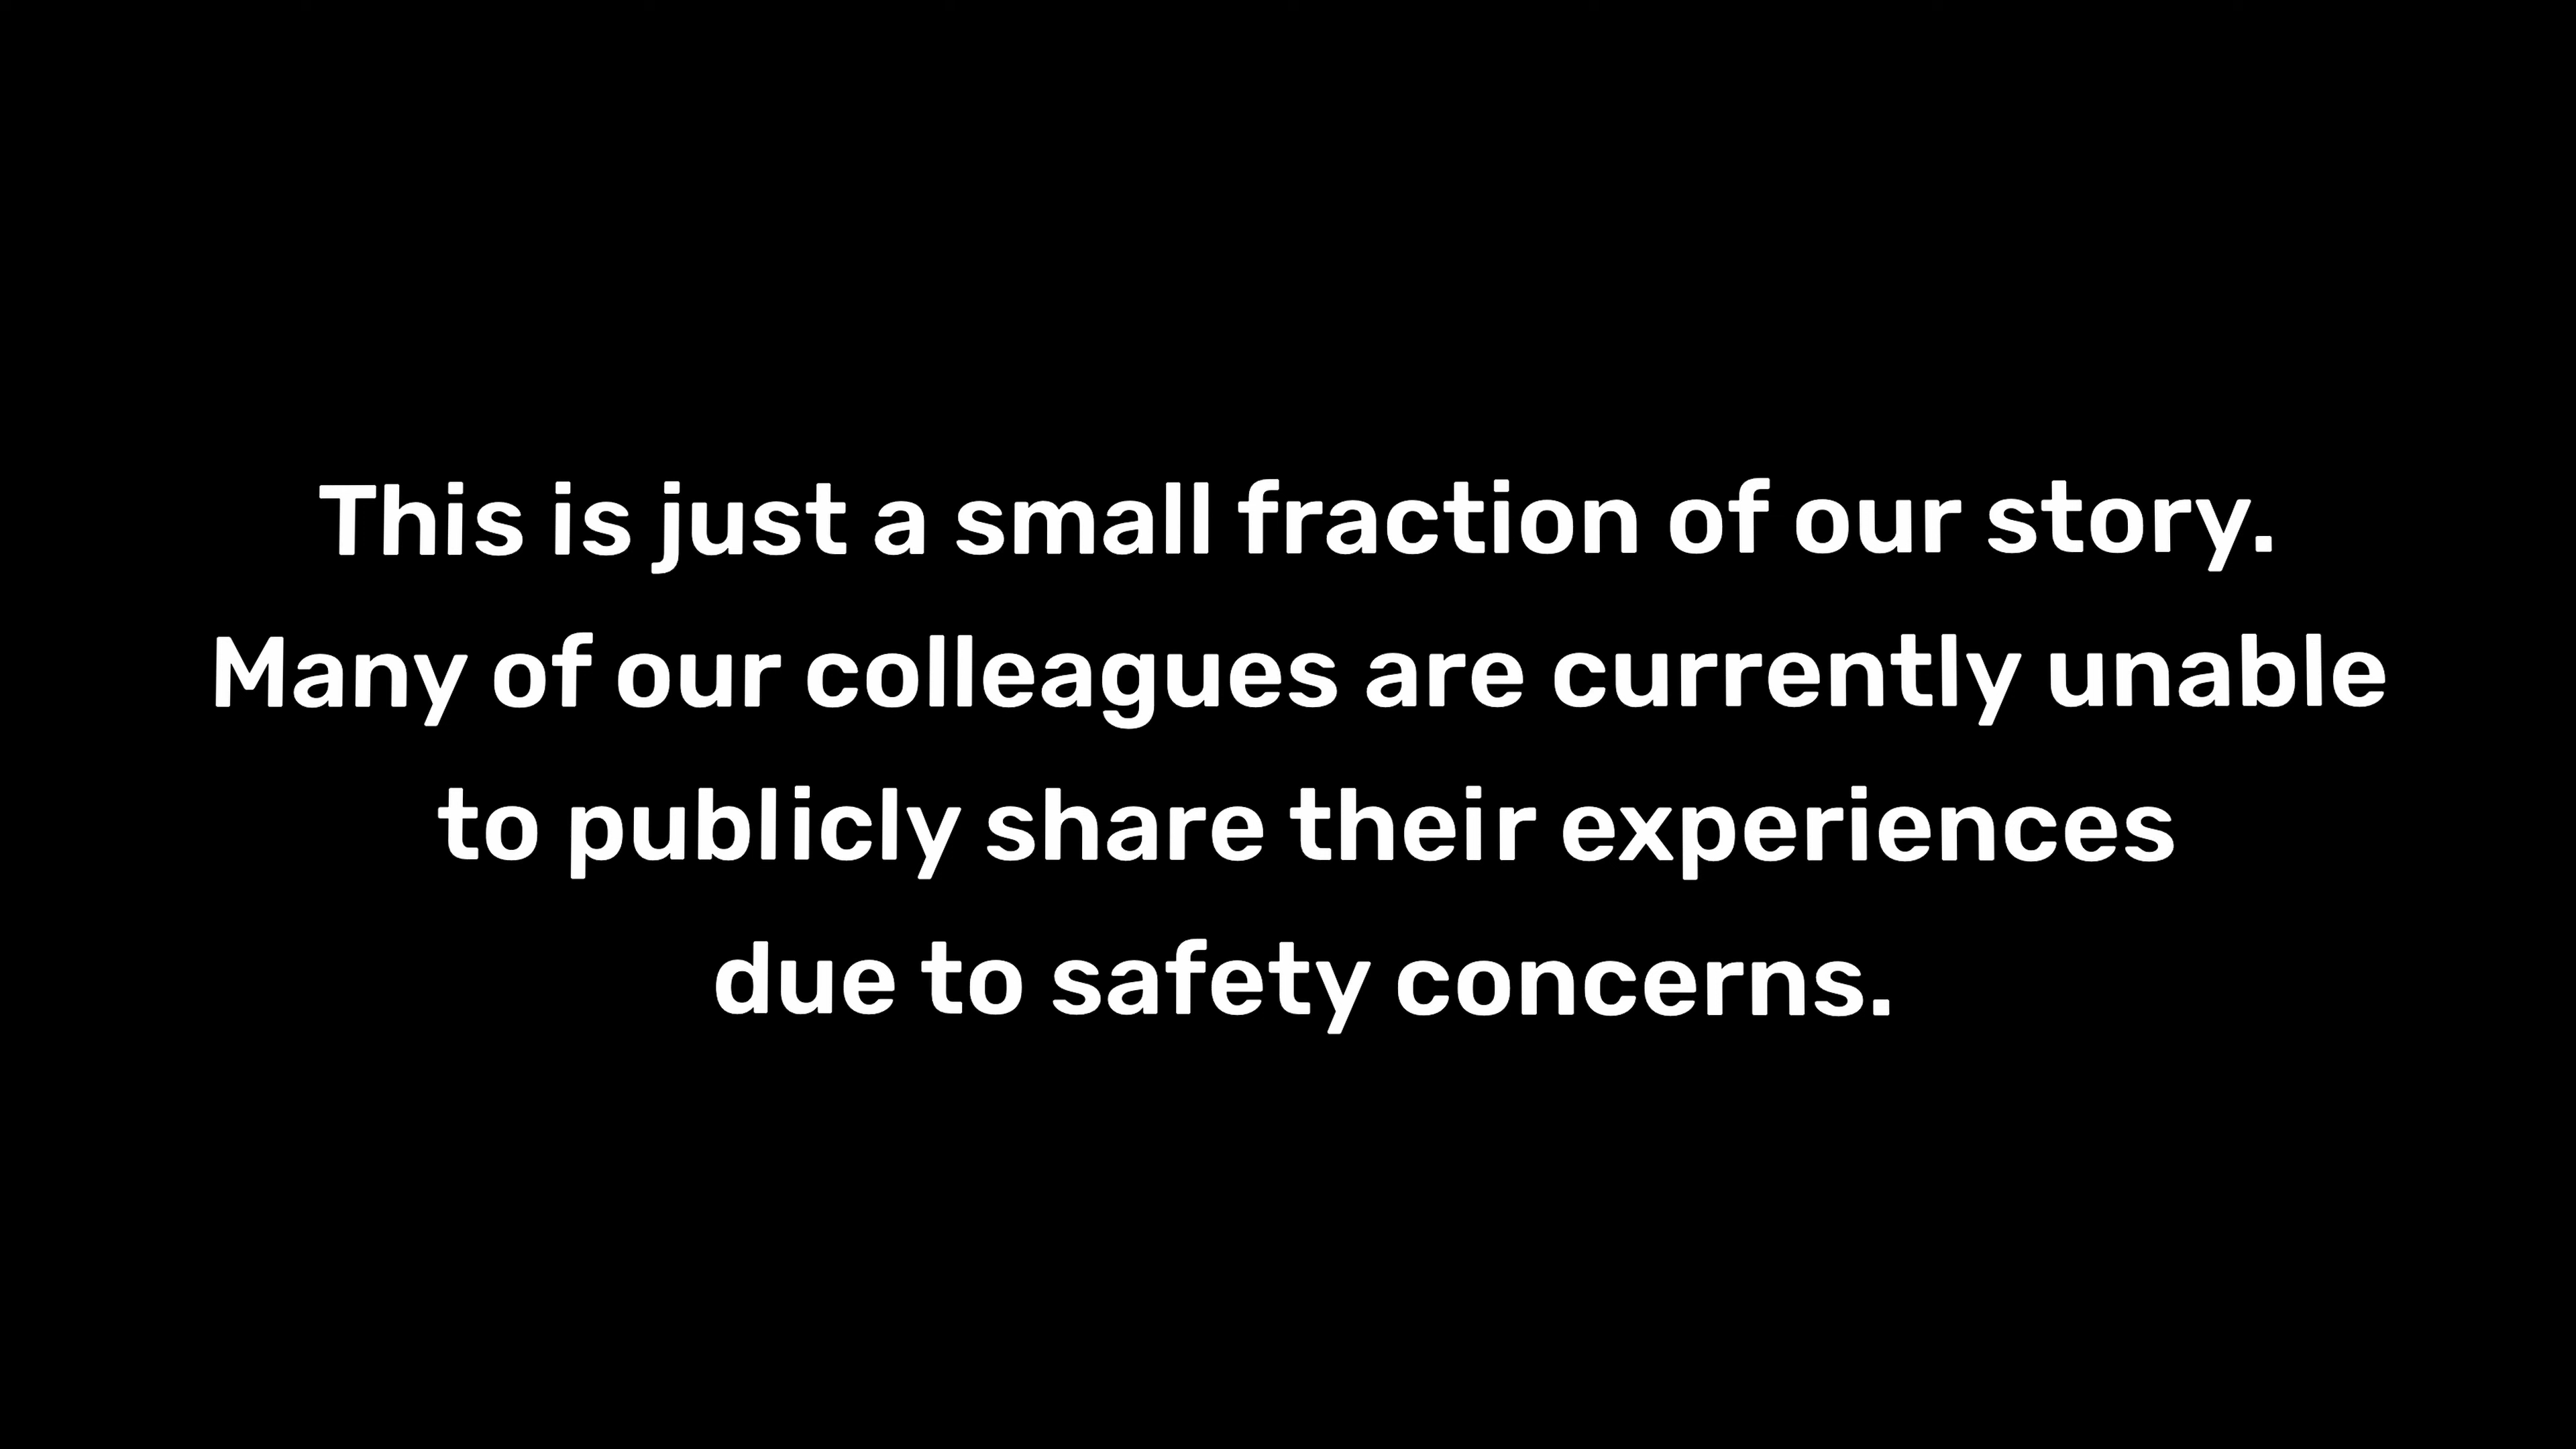 This is just a small fraction of our story.
Many of our colleagues are currently unable
to publicly share their experiences
due to safety concerns.